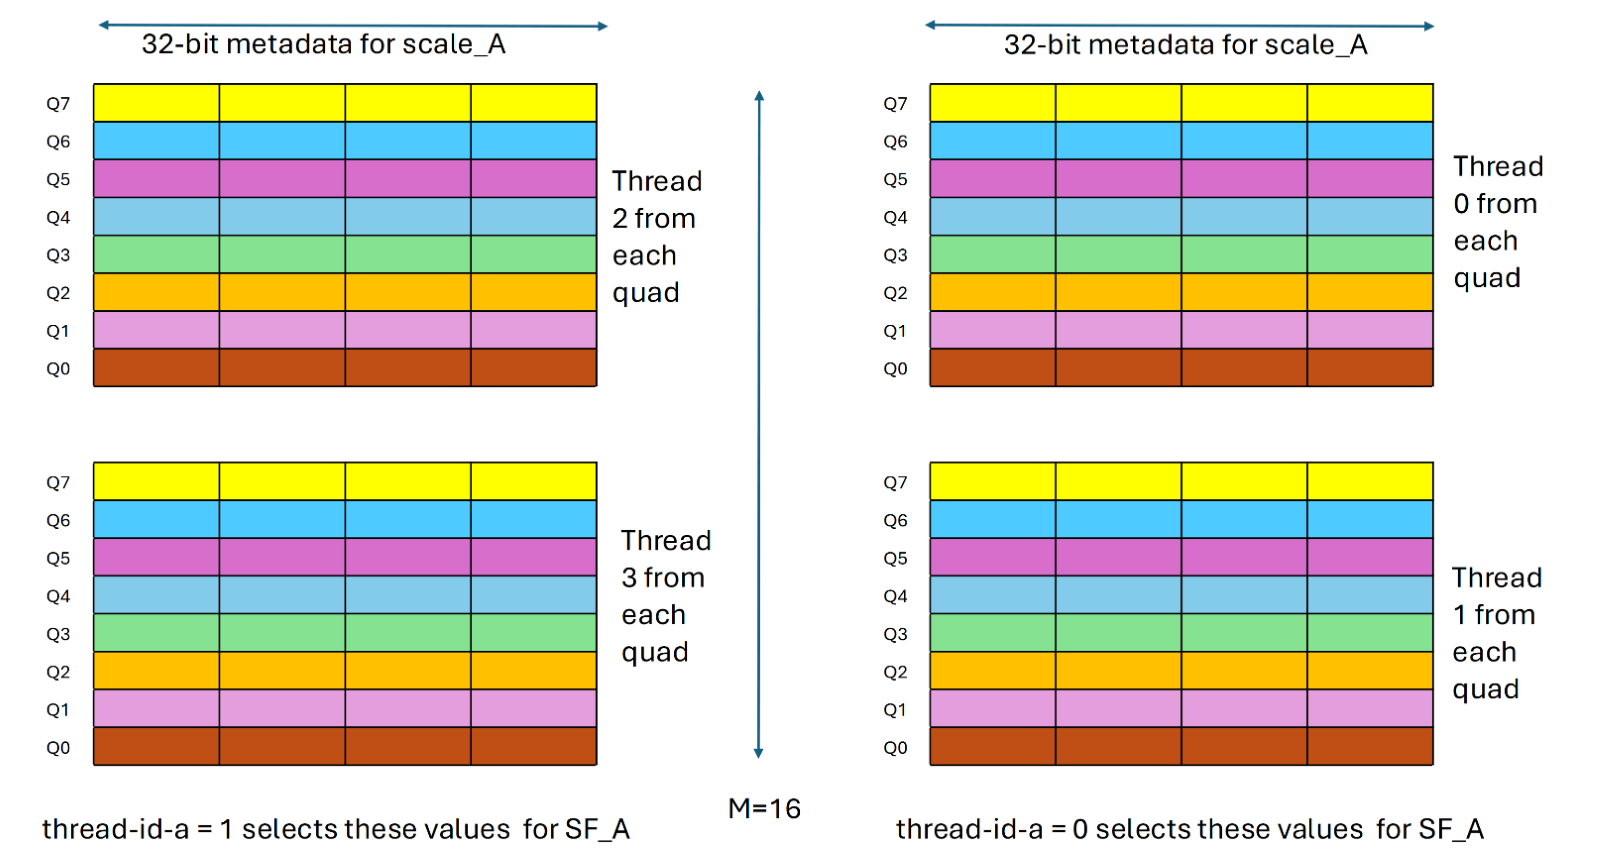 32-bit metadata for scale_A
Q7
Q6
Q5
Q4
Q3
Q2
Q1
Q0
Thread
2 from
each
quad
Q7
Q6
Q5
Q4
Q3
Q2
Q1
Q0
Thread
3 from
each
quad
thread-id-a = 1 selects these values for SF_A
M=16
32-bit metadata for scale_A
Q7
Q6
Q5
Q4
Q3
Q2
Q1
Q0
Thread
0 from
each
quad
Q7
Q6
Q5
Q4
Q3
Q2
Q1
Q0
Thread
1 from
each
quad
thread-id-a = 0 selects these values for SF_A